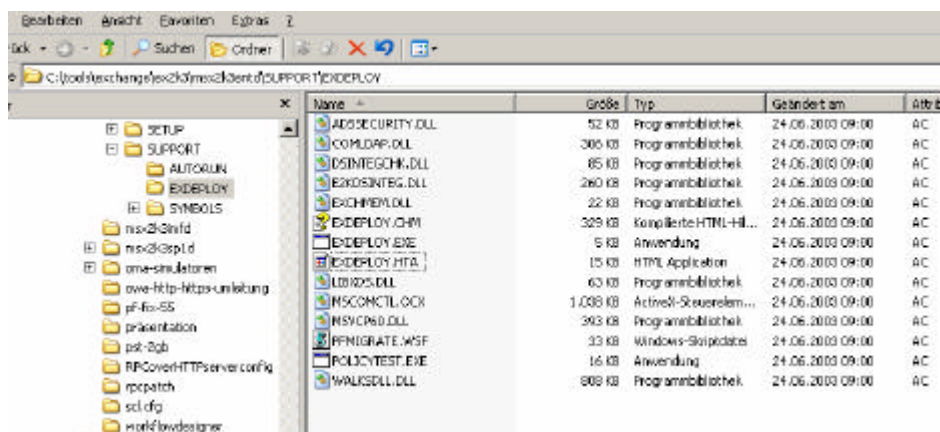 Bearbeiten Ansicht Favoriten Extras ?
ück Suchen Ordner
C:\tools\exchange\ex2k3\msx2k3entd\SUPPORT\EXDEPLOY
Name Größe Typ Geändert am Attrib
SETUP
SUPPORT
AUTORUN
EXDEPLOY
SYMBOLS
msx2k3imfd
msx2k3sp1d
oma-simulatoren
owa-http-https-umleitung
pf-fix-55
präsentation
pst-2gb
RPCoverHTTPserverconfig
rpcpatch
scl.cfg
workflowdesigner
ADSSECURITY.DLL 52 KB Programmbibliothek 24.06.2003 09:00 AC
COMLDAP.DLL 306 KB Programmbibliothek 24.06.2003 09:00 AC
DSINTEGCHK.DLL 85 KB Programmbibliothek 24.06.2003 09:00 AC
E2KDSINTEG.DLL 260 KB Programmbibliothek 24.06.2003 09:00 AC
EXCHMEM.DLL 22 KB Programmbibliothek 24.06.2003 09:00 AC
EXDEPLOY.CHM 329 KB Kompilierte HTML-Hil... 24.06.2003 09:00 AC
EXDEPLOY.EXE 5 KB Anwendung 24.06.2003 09:00 AC
EXDEPLOY.HTA 15 KB HTML Application 24.06.2003 09:00 AC
LIBXDS.DLL 63 KB Programmbibliothek 24.06.2003 09:00 AC
MSCOMCTL.OCX 1.038 KB ActiveX-Steuerelem... 24.06.2003 09:00 AC
MSVCP60.DLL 393 KB Programmbibliothek 24.06.2003 09:00 AC
PFMIGRATE.WSF 33 KB Windows-Skriptdatei 24.06.2003 09:00 AC
POLICYTEST.EXE 16 KB Anwendung 24.06.2003 09:00 AC
WALKSDLL.DLL 808 KB Programmbibliothek 24.06.2003 09:00 AC